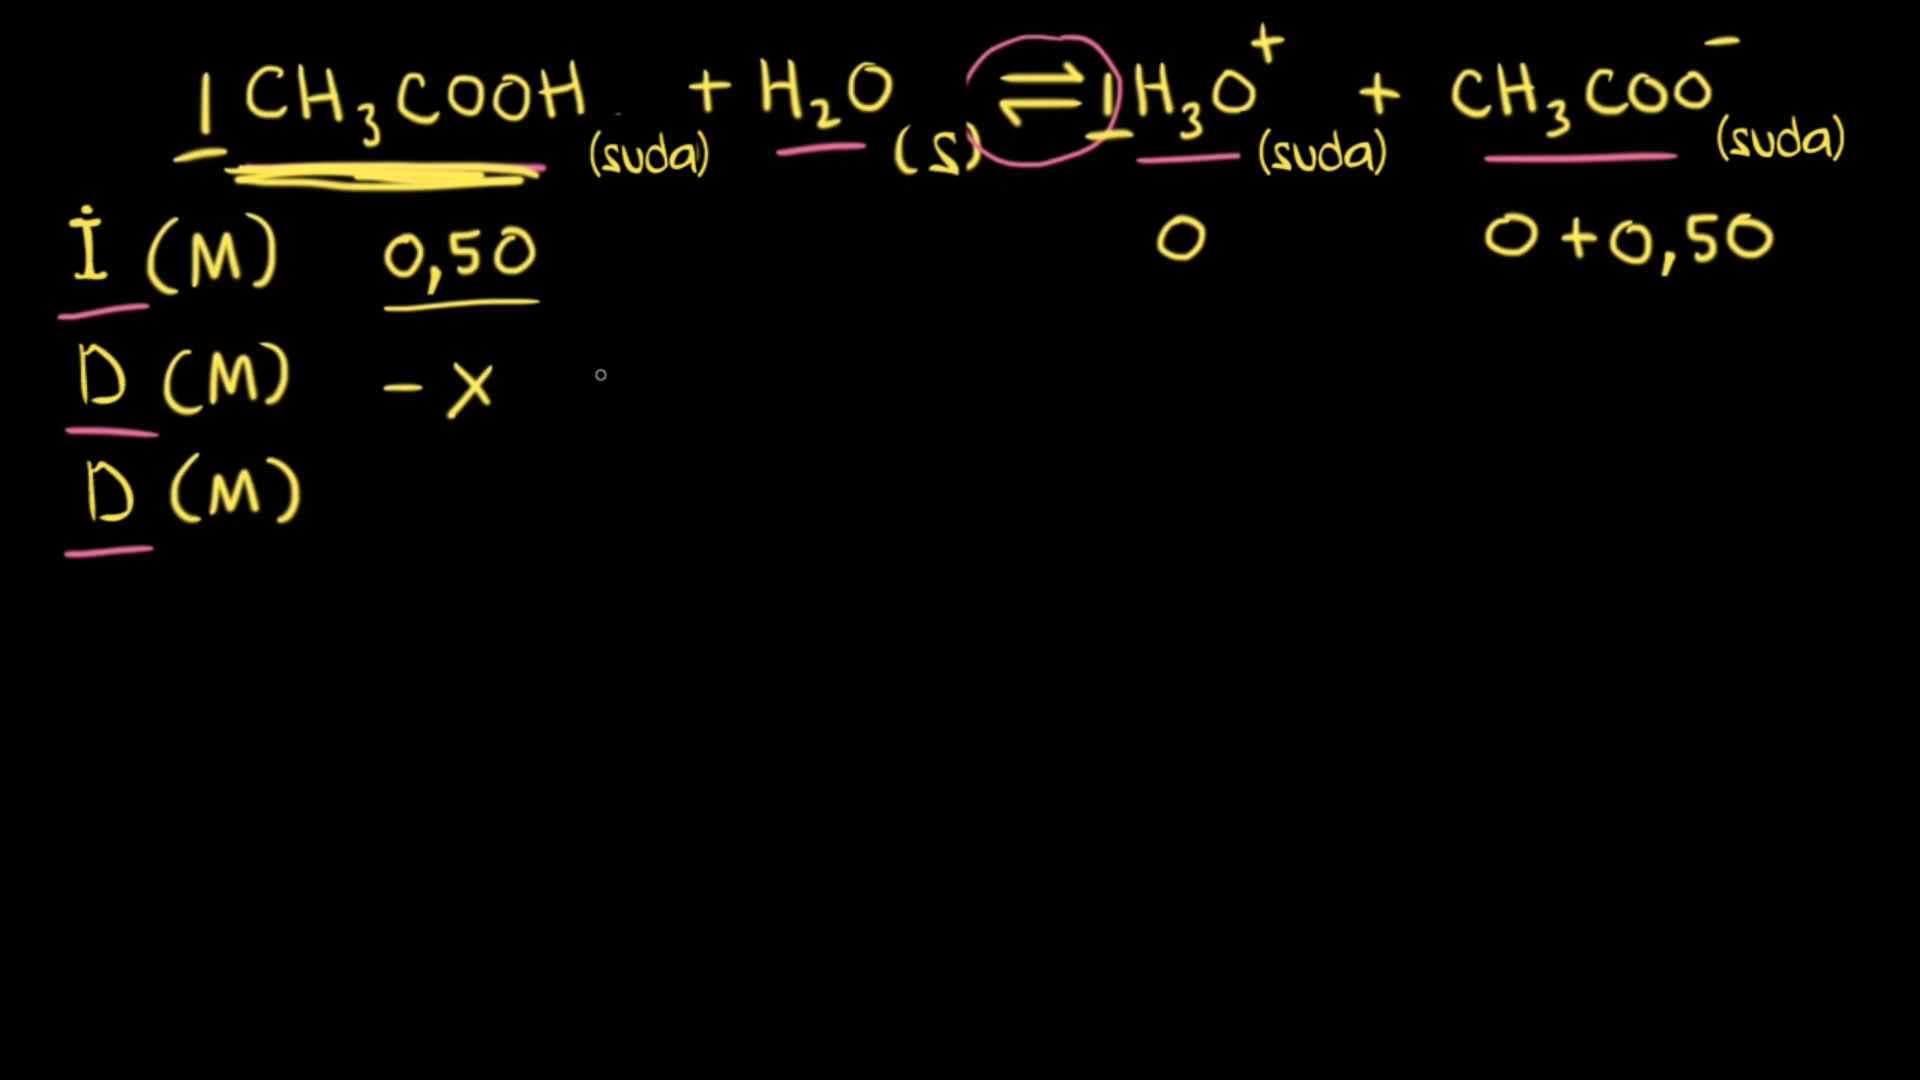 1 CH₃COOH (suda) + H₂O (s) ⇌ 1 H₃O⁺ (suda) + CH₃COO⁻ (suda)
İ (M) 0,50 0 0 + 0,50
D (M) - x
D (M)